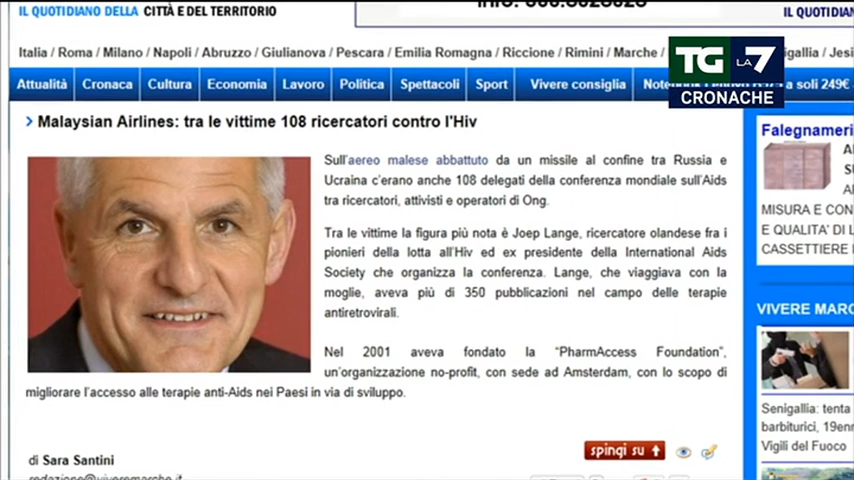 IL QUOTIDIANO DELLA CITTÀ E DEL TERRITORIO
IL QUOTIDIAN
Italia / Roma / Milano / Napoli / Abruzzo / Giulianova / Pescara / Emilia Romagna / Riccione / Rimini / Marche /
Attualità Cronaca Cultura Economia Lavoro Politica Spettacoli Sport Vivere consiglia
a soli 249€
TG LA 7
CRONACHE
Malaysian Airlines: tra le vittime 108 ricercatori contro l'Hiv
Sull'aereo malese abbattuto da un missile al confine tra Russia e
Ucraina c'erano anche 108 delegati della conferenza mondiale sull'Aids
tra ricercatori, attivisti e operatori di Ong.
Tra le vittime la figura più nota è Joep Lange, ricercatore olandese fra i
pionieri della lotta all'Hiv ed ex presidente della International Aids
Society che organizza la conferenza. Lange, che viaggiava con la
moglie, aveva più di 350 pubblicazioni nel campo delle terapie
antiretrovirali.
Nel 2001 aveva fondato la "PharmAccess Foundation",
un'organizzazione no-profit, con sede ad Amsterdam, con lo scopo di
migliorare l'accesso alle terapie anti-Aids nei Paesi in via di sviluppo.
spingi su
di Sara Santini
redazione@viveremarche.it
Falegnameri
MISURA E CON
E QUALITA' DI L
CASSETTIERE
VIVERE MARC
Senigallia: tenta
barbiturici, 19enn
Vigili del Fuoco